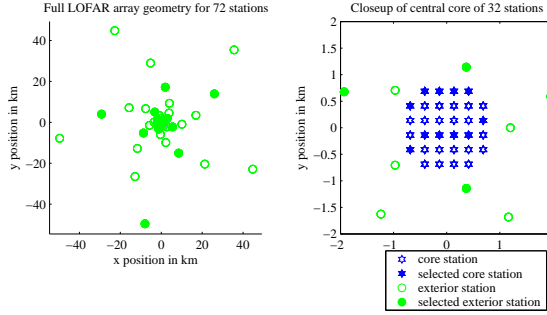 Full LOFAR array geometry for 72 stations
40
20
0
−20
−40
y position in km
−40
−20
0
20
40
x position in km
Closeup of central core of 32 stations
2
1.5
1
0.5
0
−0.5
−1
−1.5
−2
y position in km
−2
−1
0
1
x position in km
core station
selected core station
exterior station
selected exterior station